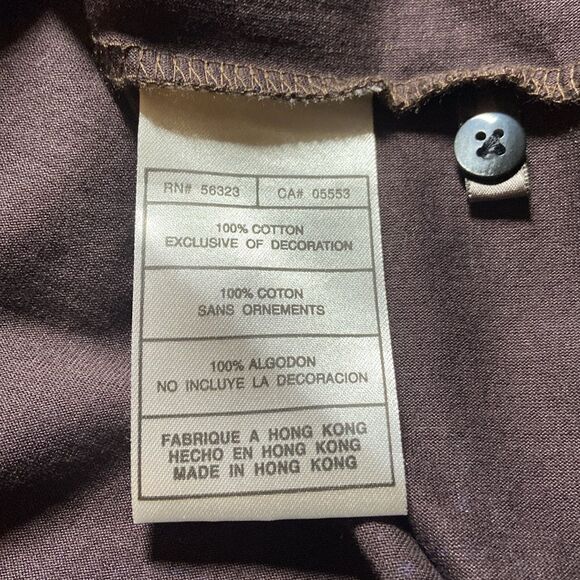 RN# 56323 CA# 05553
100% COTTON
EXCLUSIVE OF DECORATION
100% COTON
SANS ORNEMENTS
100% ALGODON
NO INCLUYE LA DECORACION
FABRIQUE A HONG KONG
HECHO EN HONG KONG
MADE IN HONG KONG